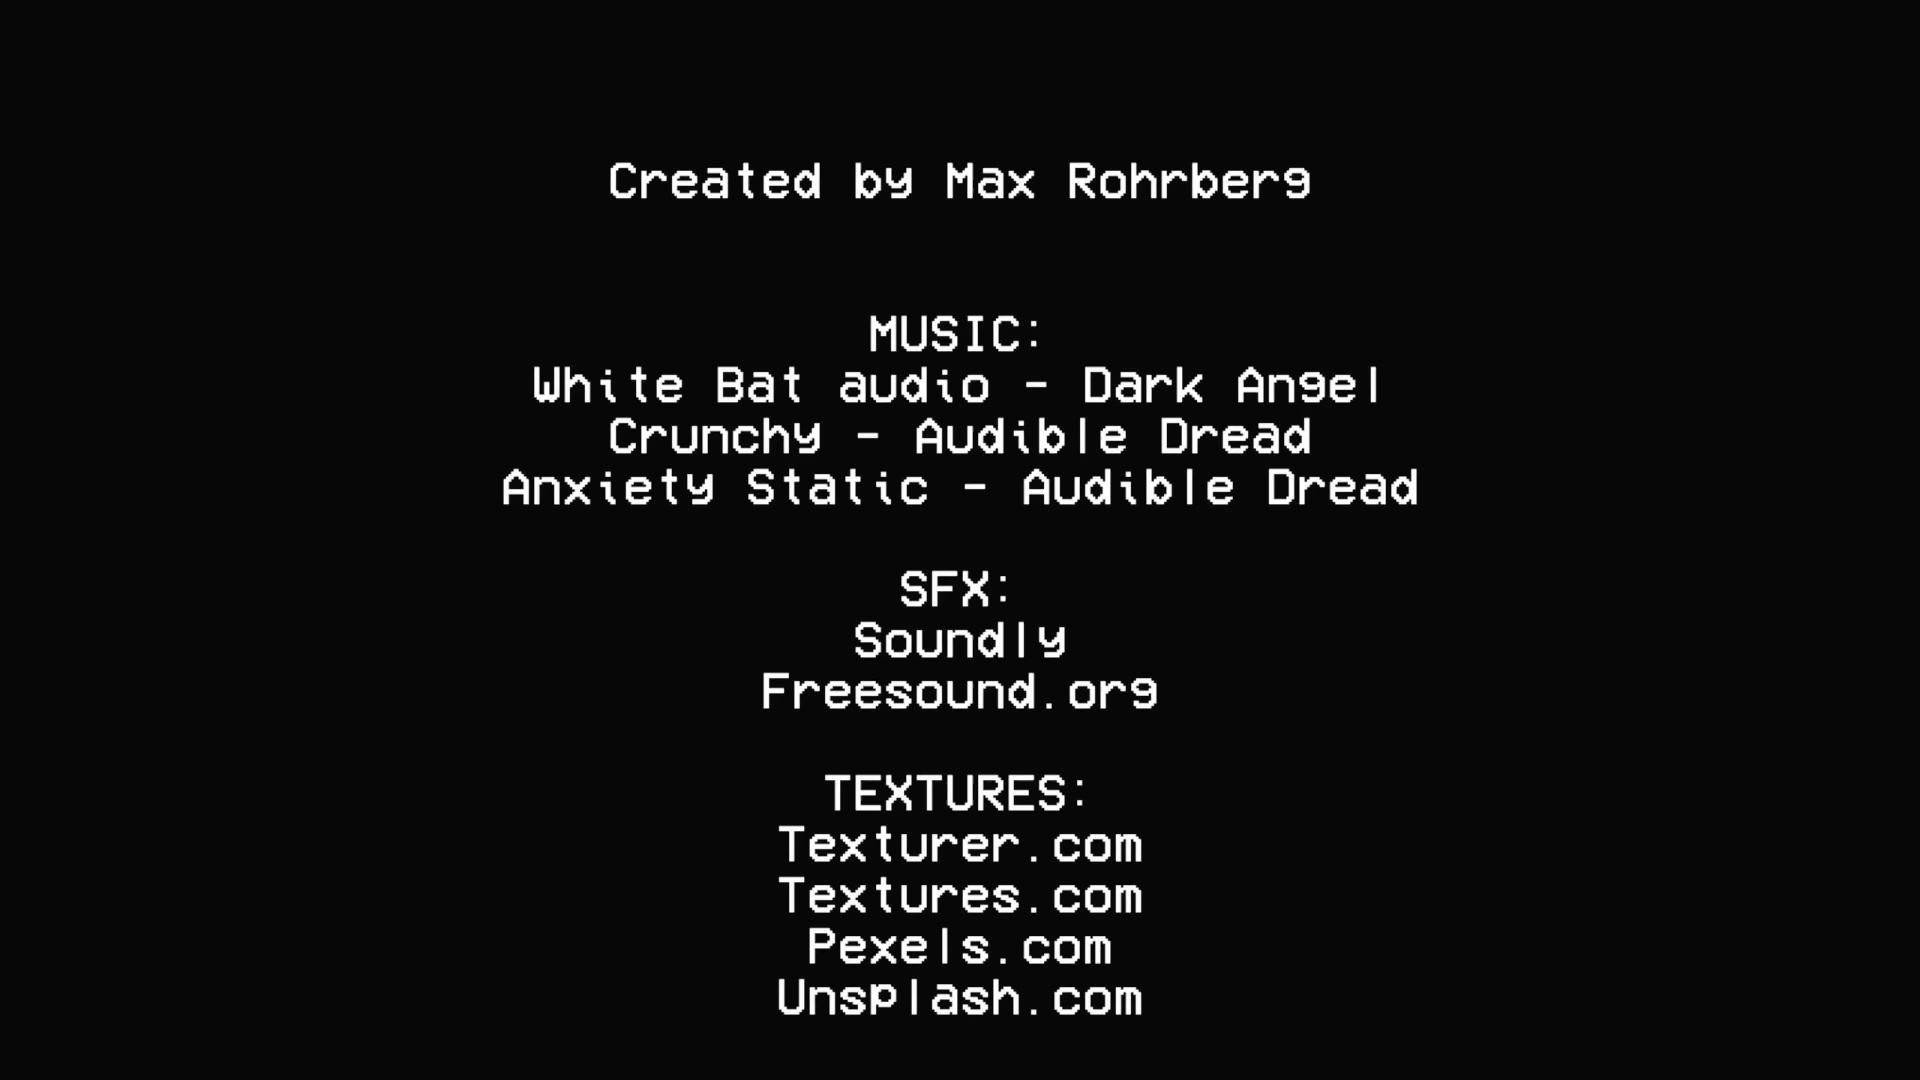 Created by Max Rohrberg
MUSIC:
White Bat audio - Dark Angel
Crunchy - Audible Dread
Anxiety Static - Audible Dread
SFX:
Soundly
Freesound.org
TEXTURES:
Texturer.com
Textures.com
Pexels.com
Unsplash.com